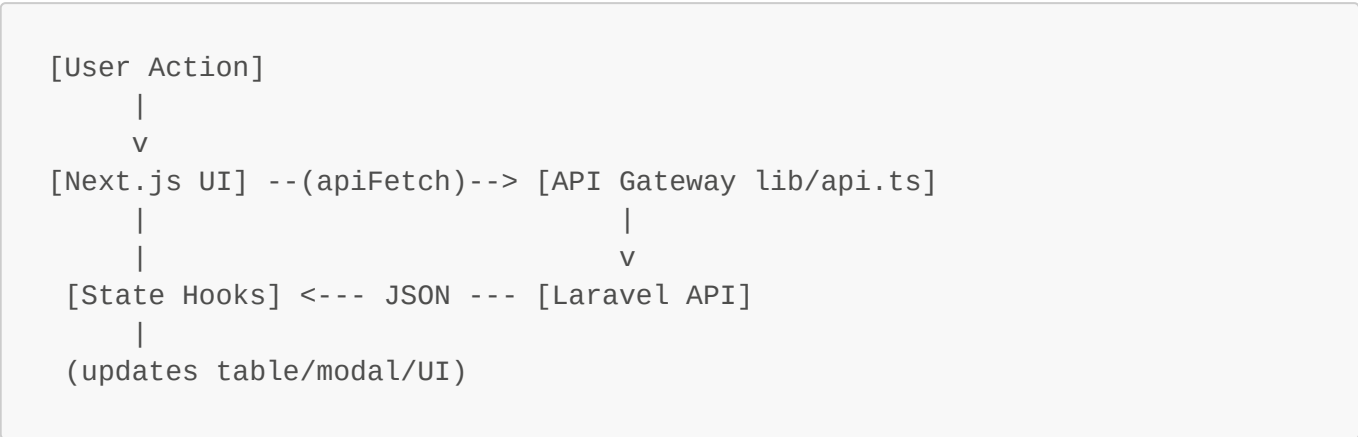 [User Action]
|
v
[Next.js UI] --(apiFetch)--> [API Gateway lib/api.ts]
| |
| v
[State Hooks] <--- JSON --- [Laravel API]
|
(updates table/modal/UI)